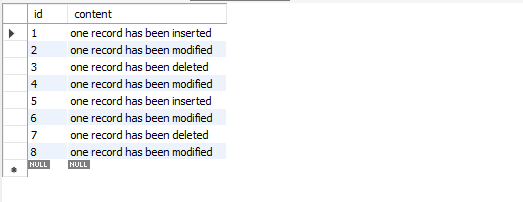 id content
1 one record has been inserted
2 one record has been modified
3 one record has been deleted
4 one record has been modified
5 one record has been inserted
6 one record has been modified
7 one record has been deleted
8 one record has been modified
NULL NULL